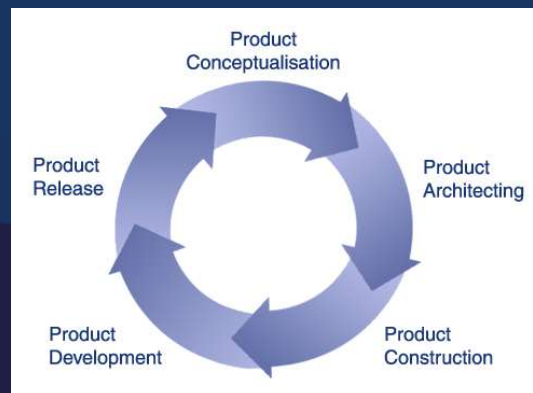 Product
Conceptualisation
Product
Architecting
Product
Construction
Product
Development
Product
Release